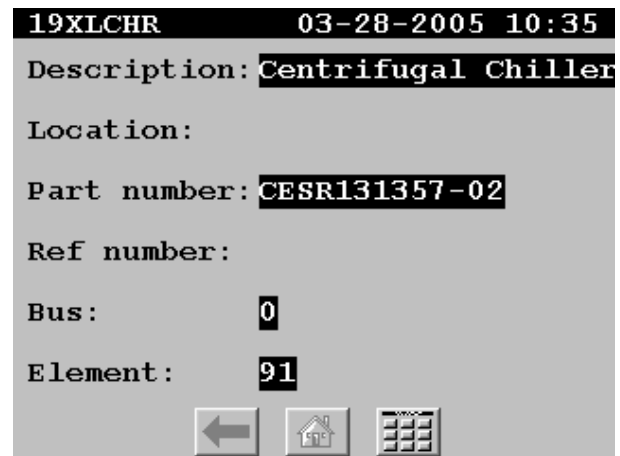 19XLCHR 03-28-2005 10:35
Description: Centrifugal Chiller
Location:
Part number: CESR131357-02
Ref number:
Bus: 0
Element: 91